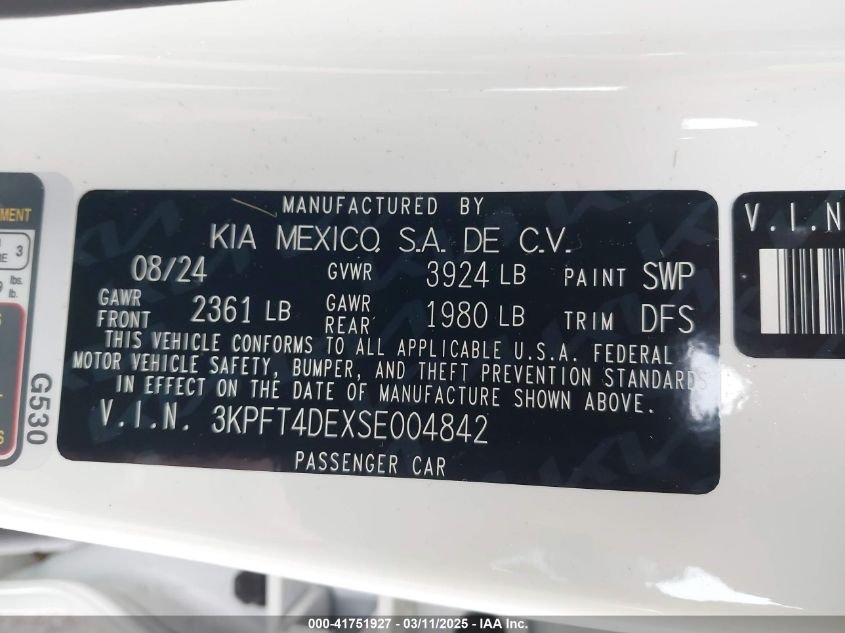 MANUFACTURED BY
KIA MEXICO, S.A. DE C.V.
08/24 GVWR 3924 LB PAINT SWP
GAWR FRONT 2361 LB GAWR REAR 1980 LB TRIM DFS
THIS VEHICLE CONFORMS TO ALL APPLICABLE U.S.A. FEDERAL
MOTOR VEHICLE SAFETY, BUMPER, AND THEFT PREVENTION STANDARDS
IN EFFECT ON THE DATE OF MANUFACTURE SHOWN ABOVE.
V.I.N. 3KPFT4DEXSE004842
PASSENGER CAR
G530
3
lbs.
lb.
V.I.N
000-41751927 - 03/11/2025 - IAA Inc.